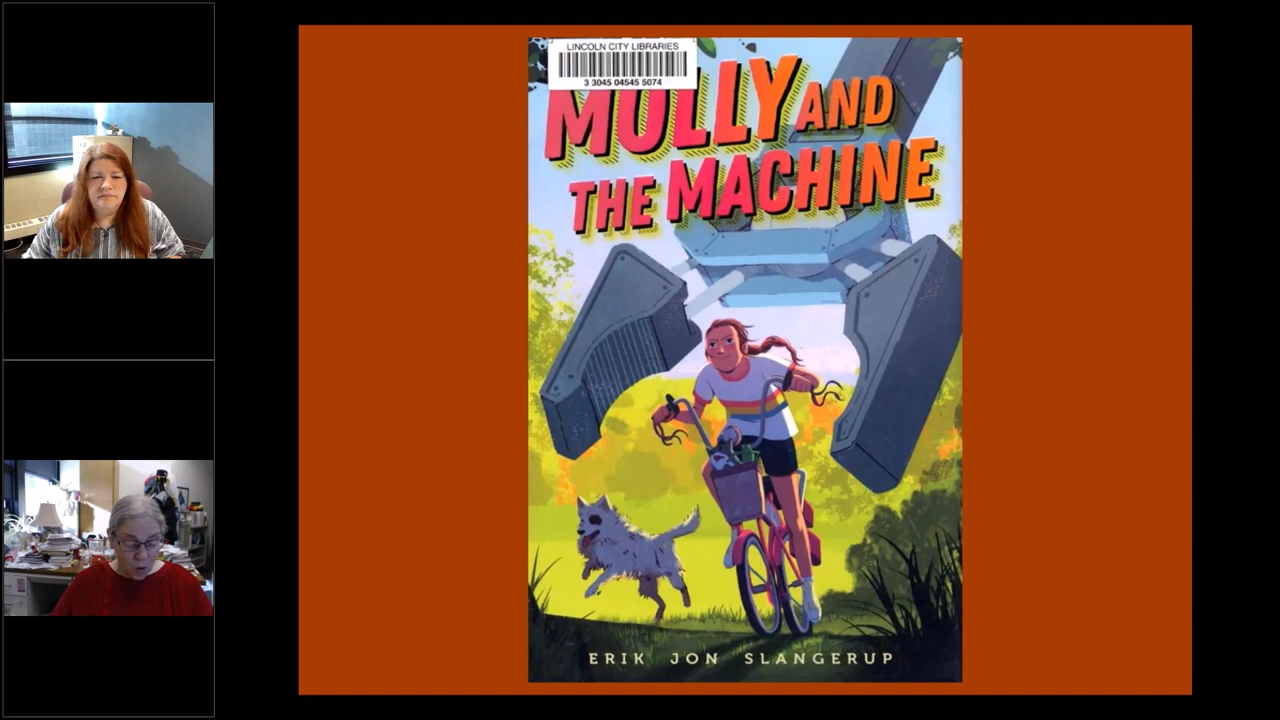 LINCOLN CITY LIBRARIES
3 3045 04545 5074
MOLLY AND
THE MACHINE
ERIK JON SLANGERUP